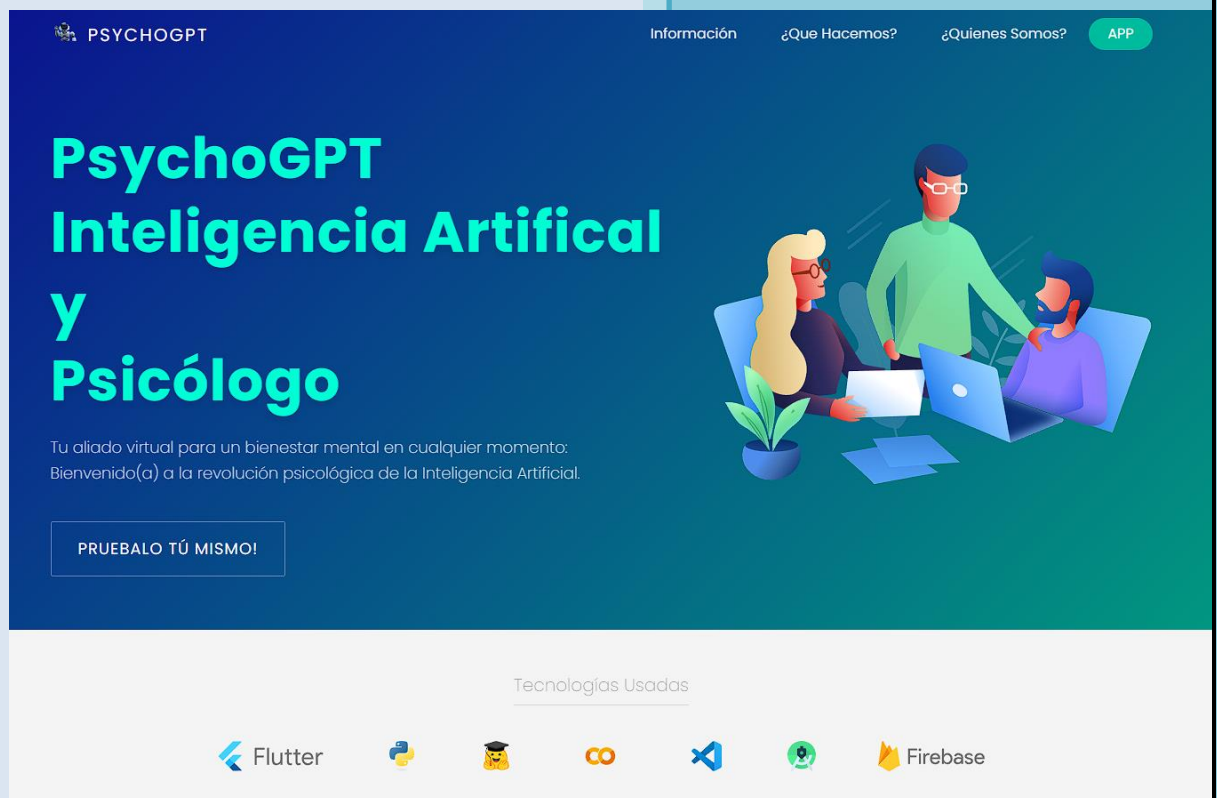 PSYCHOGPT
Información ¿Que Hacemos? ¿Quienes Somos? APP
PsychoGPT
Inteligencia Artifical
y
Psicólogo
Tu aliado virtual para un bienestar mental en cualquier momento:
Bienvenido(a) a la revolución psicológica de la Inteligencia Artificial.
PRUEBALO TÚ MISMO!
Tecnologías Usadas
Flutter
Firebase